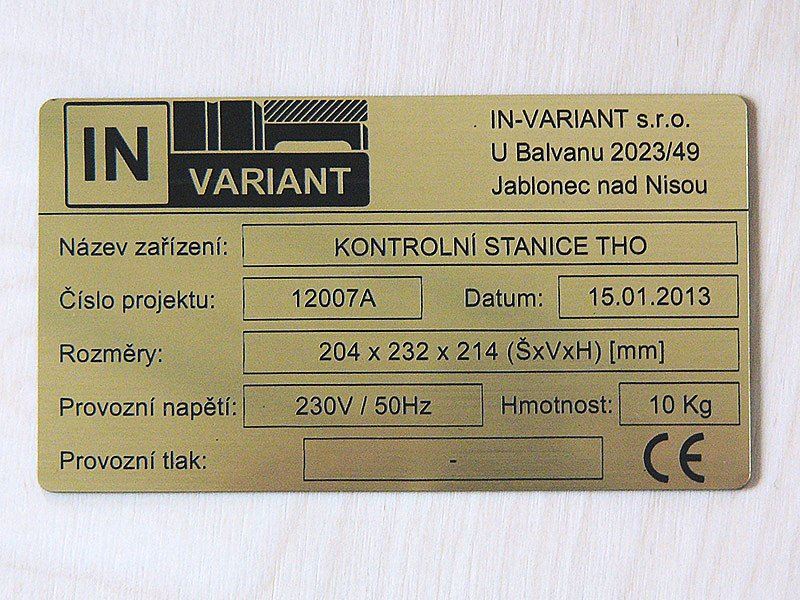 IN
VARIANT
IN-VARIANT s.r.o.
U Balvanu 2023/49
Jablonec nad Nisou
Název zařízení: KONTROLNÍ STANICE THO
Číslo projektu: 12007A Datum: 15.01.2013
Rozměry: 204 x 232 x 214 (ŠxVxH) [mm]
Provozní napětí: 230V / 50Hz Hmotnost: 10 Kg
Provozní tlak: - CE